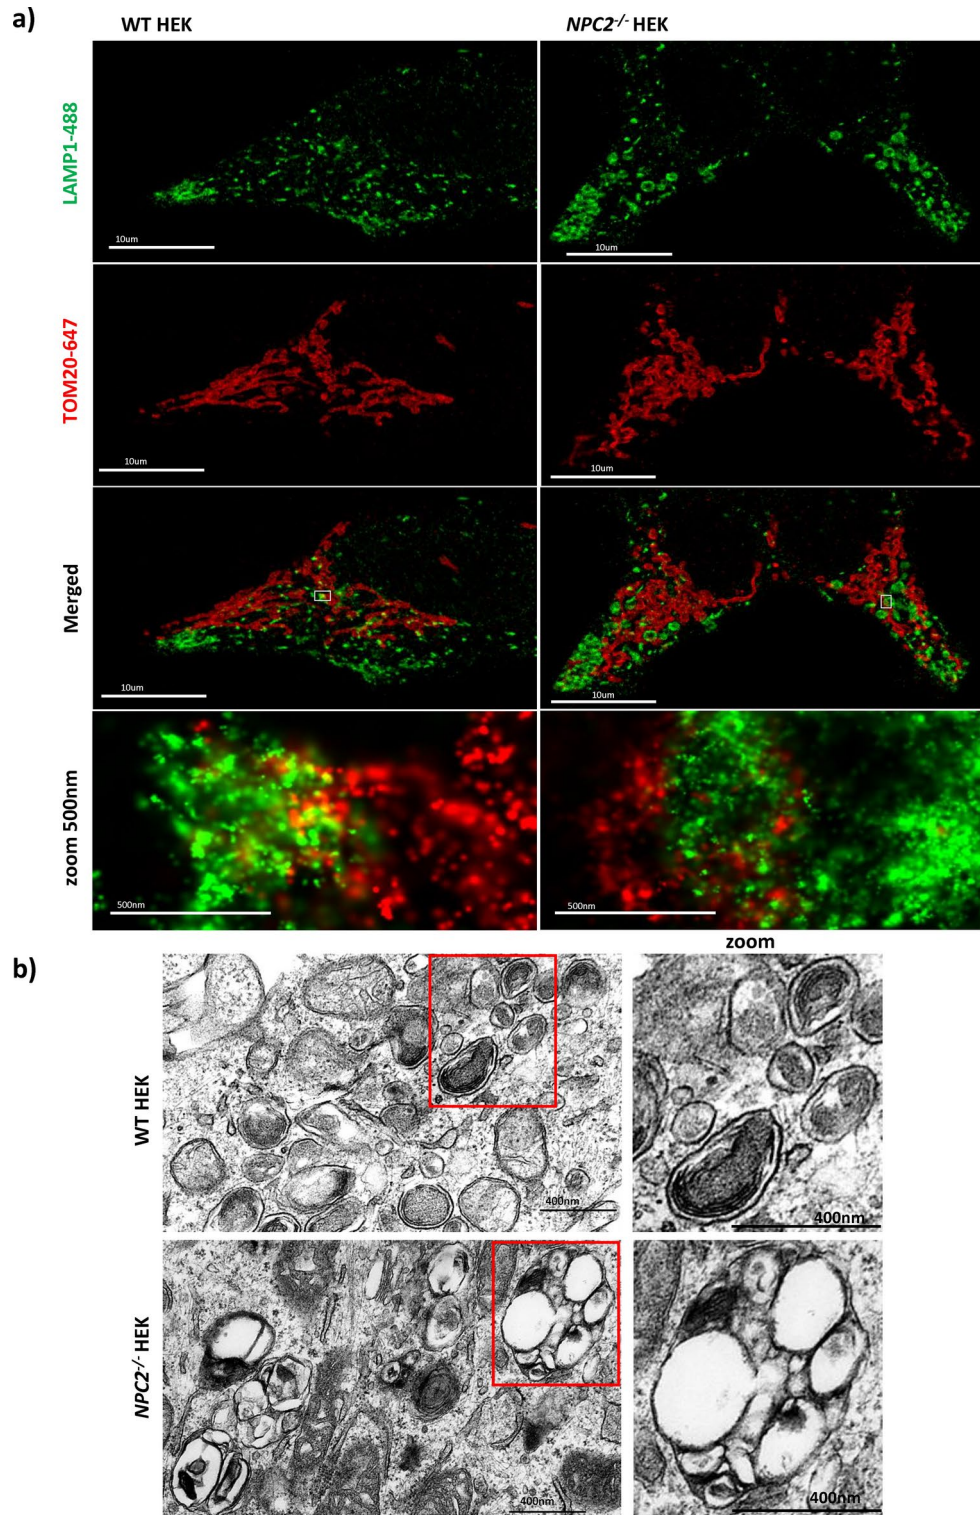 a)
WT HEK
NPC2-/- HEK
LAMP1-488
10um
10um
TOM20-647
10um
10um
Merged
10um
10um
zoom 500nm
500nm
500nm
zoom
b)
WT HEK
400nm
400nm
NPC2-/- HEK
400nm
400nm